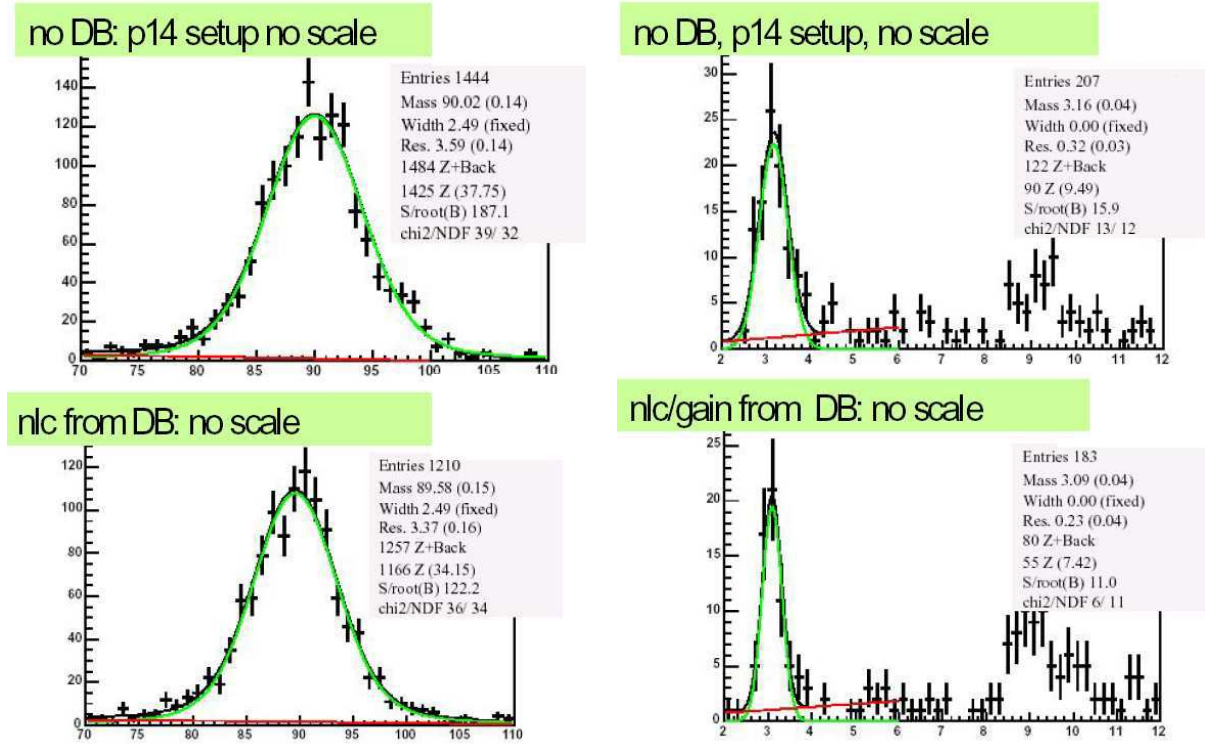 no DB: p14 setup no scale
Entries 1444
Mass 90.02 (0.14)
Width 2.49 (fixed)
Res. 3.59 (0.14)
1484 Z+Back
1425 Z (37.75)
S/root(B) 187.1
chi2/NDF 39/ 32
140
120
100
80
60
40
20
0
70 75 80 85 90 95 100 105 110
no DB, p14 setup, no scale
Entries 207
Mass 3.16 (0.04)
Width 0.00 (fixed)
Res. 0.32 (0.03)
122 Z+Back
90 Z (9.49)
S/root(B) 15.9
chi2/NDF 13/ 12
30
25
20
15
10
5
0
2 3 4 5 6 7 8 9 10 11 12
nlc from DB: no scale
Entries 1210
Mass 89.58 (0.15)
Width 2.49 (fixed)
Res. 3.37 (0.16)
1257 Z+Back
1166 Z (34.15)
S/root(B) 122.2
chi2/NDF 36/ 34
120
100
80
60
40
20
0
70 75 80 85 90 95 100 105 110
nlc/gain from DB: no scale
Entries 183
Mass 3.09 (0.04)
Width 0.00 (fixed)
Res. 0.23 (0.04)
80 Z+Back
55 Z (7.42)
S/root(B) 11.0
chi2/NDF 6/ 11
25
20
15
10
5
0
2 3 4 5 6 7 8 9 10 11 12